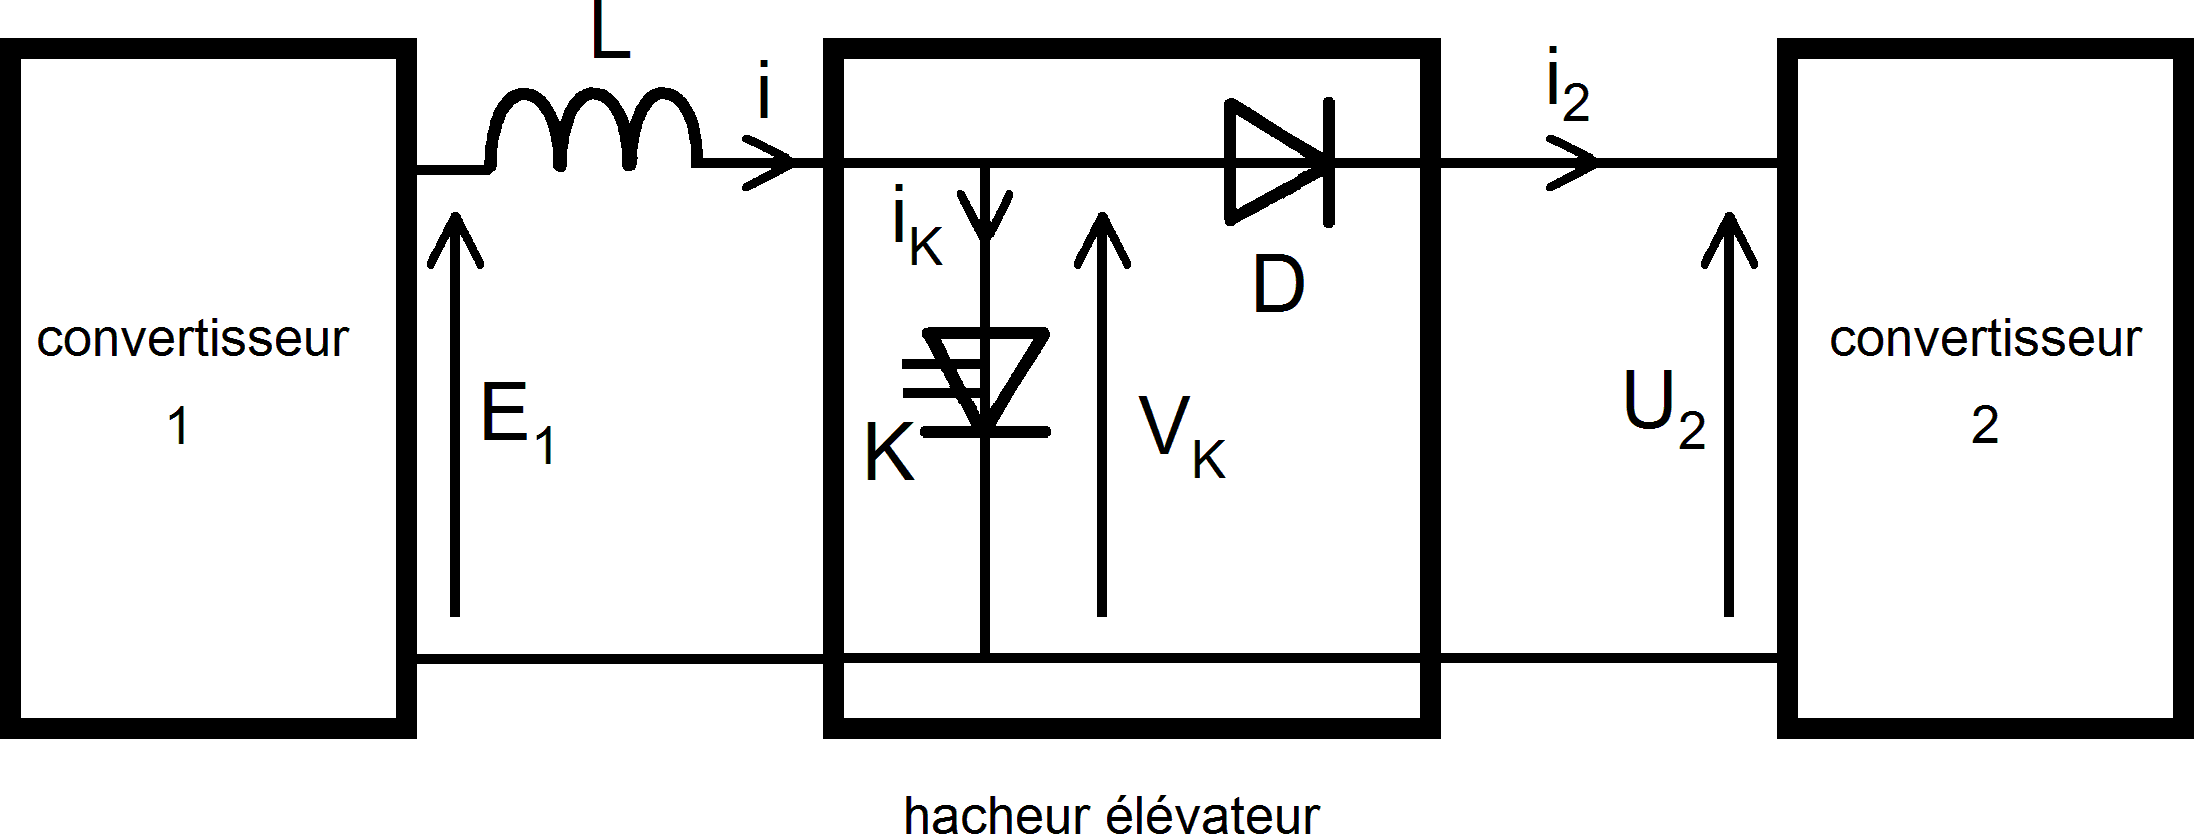 L
i
i2
iK
D
convertisseur
1
E1
K
VK
U2
convertisseur
2
hacheur élévateur